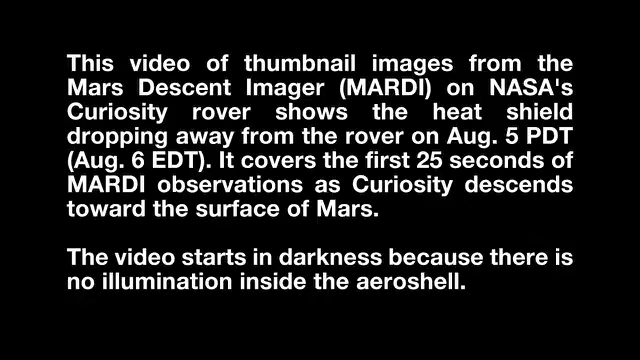 This video of thumbnail images from the
Mars Descent Imager (MARDI) on NASA's
Curiosity rover shows the heat shield
dropping away from the rover on Aug. 5 PDT
(Aug. 6 EDT). It covers the first 25 seconds of
MARDI observations as Curiosity descends
toward the surface of Mars.
The video starts in darkness because there is
no illumination inside the aeroshell.